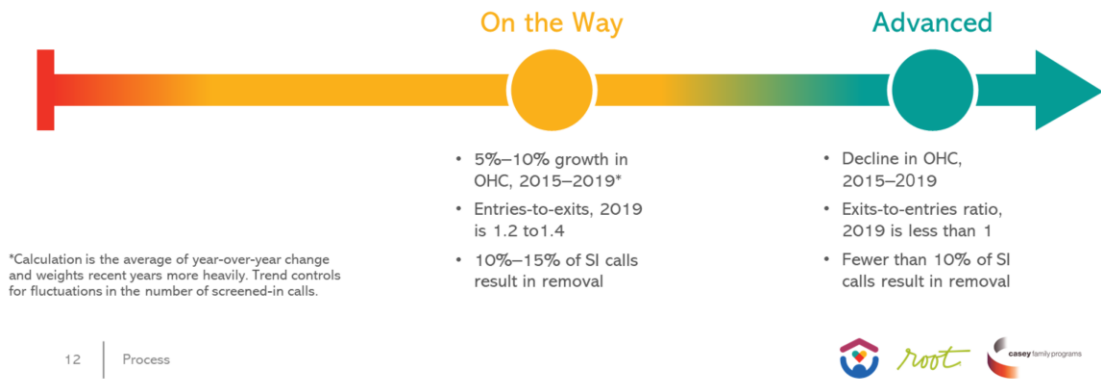 On the Way
Advanced
• 5%–10% growth in
OHC, 2015–2019*
• Entries-to-exits, 2019
is 1.2 to1.4
• 10%–15% of SI calls
result in removal
• Decline in OHC,
2015–2019
• Exits-to-entries ratio,
2019 is less than 1
• Fewer than 10% of SI
calls result in removal
*Calculation is the average of year-over-year change
and weights recent years more heavily. Trend controls
for fluctuations in the number of screened-in calls.
12 Process
root
casey family programs